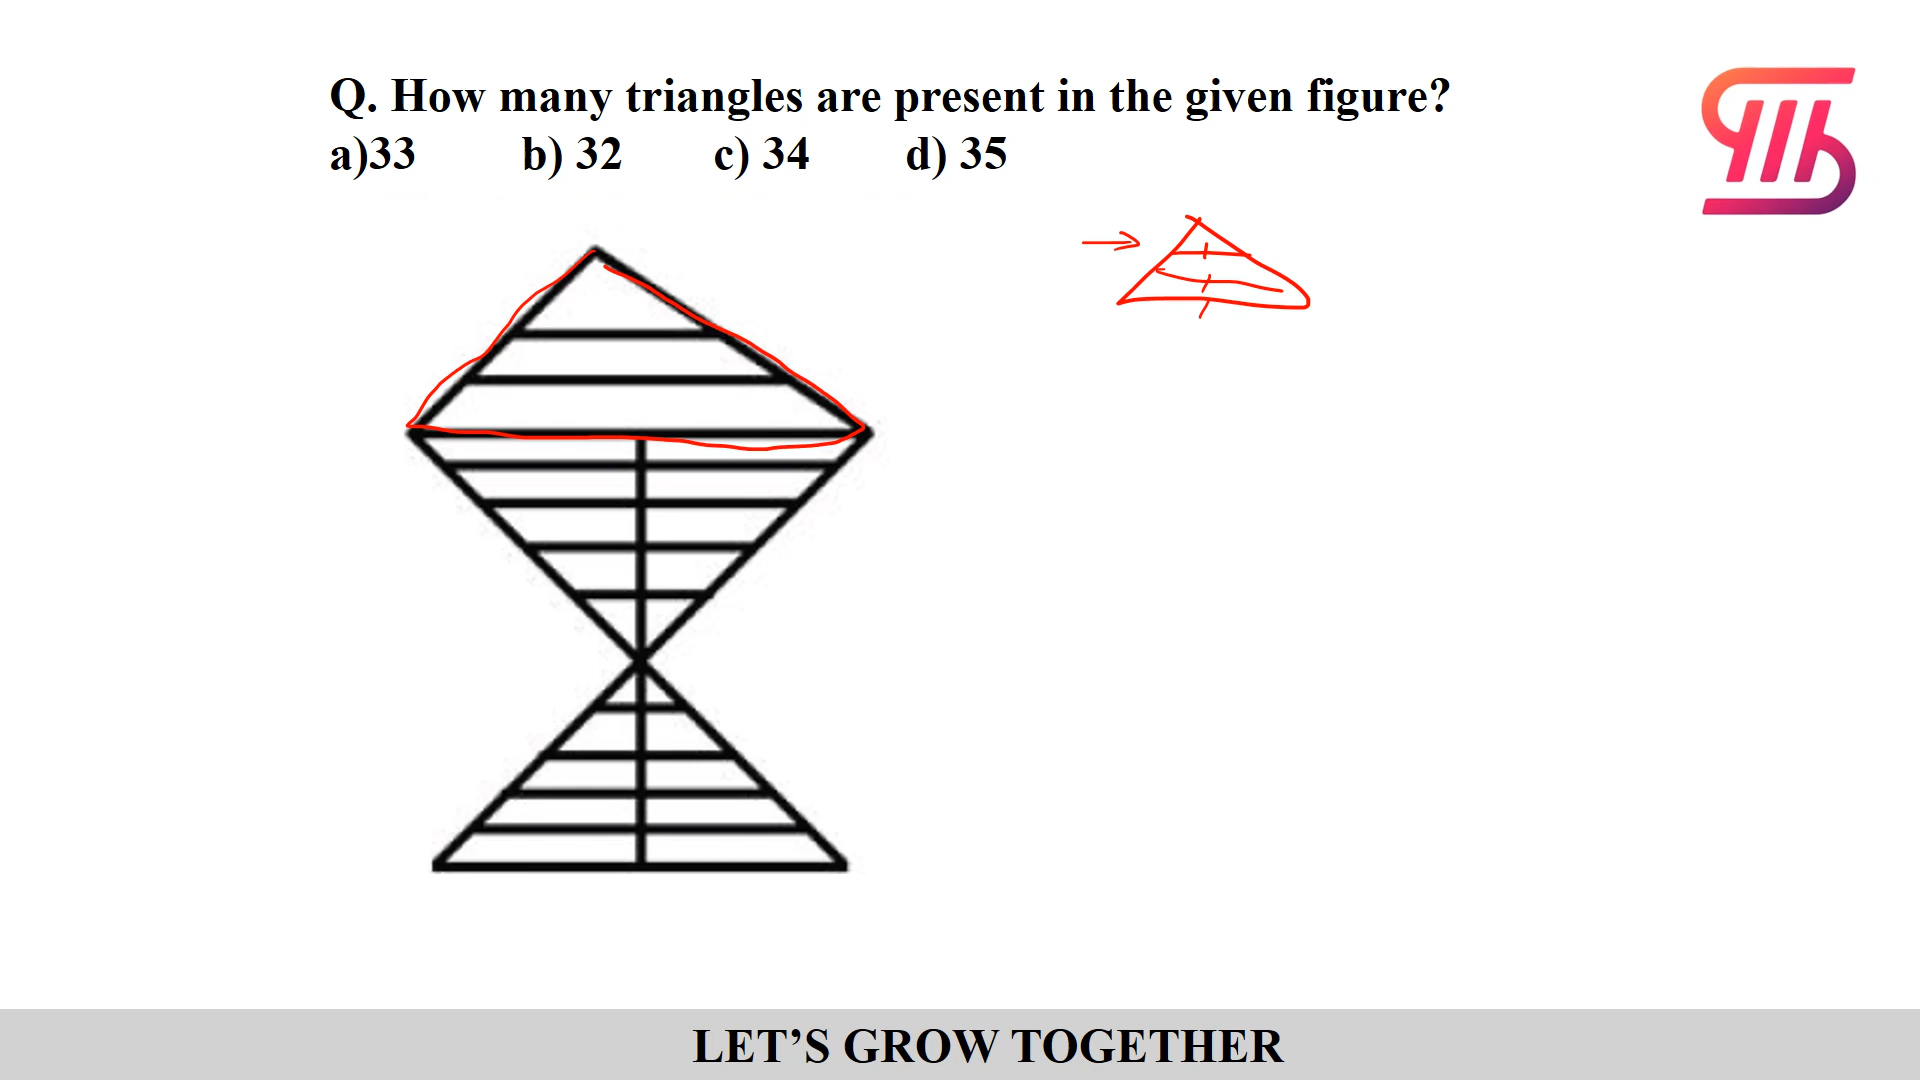 Q. How many triangles are present in the given figure?
a)33 b) 32 c) 34 d) 35
LET’S GROW TOGETHER